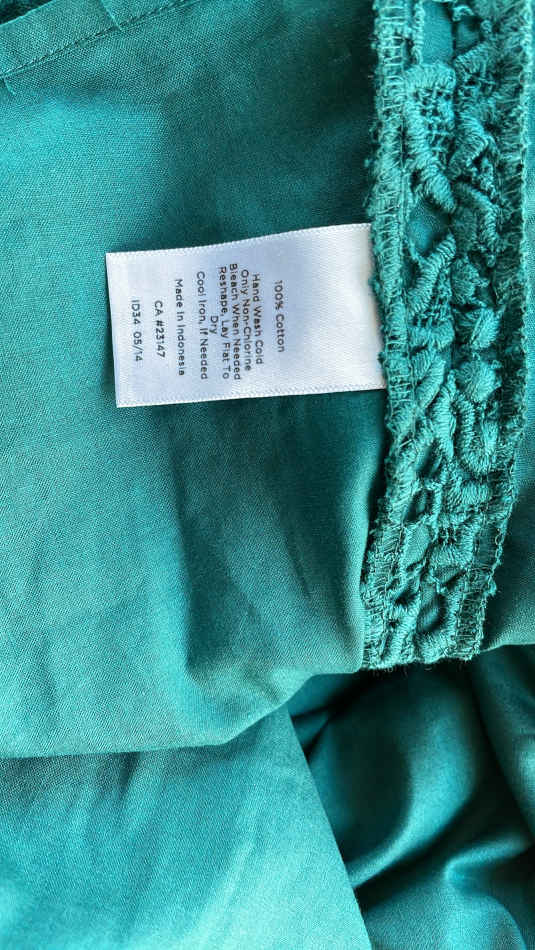 100% Cotton
Hand Wash Cold
Only Non-Chlorine
Bleach When Needed
Reshape, Lay Flat To
Dry
Cool Iron, If Needed
Made In Indonesia
CA #23147
ID34 05/14